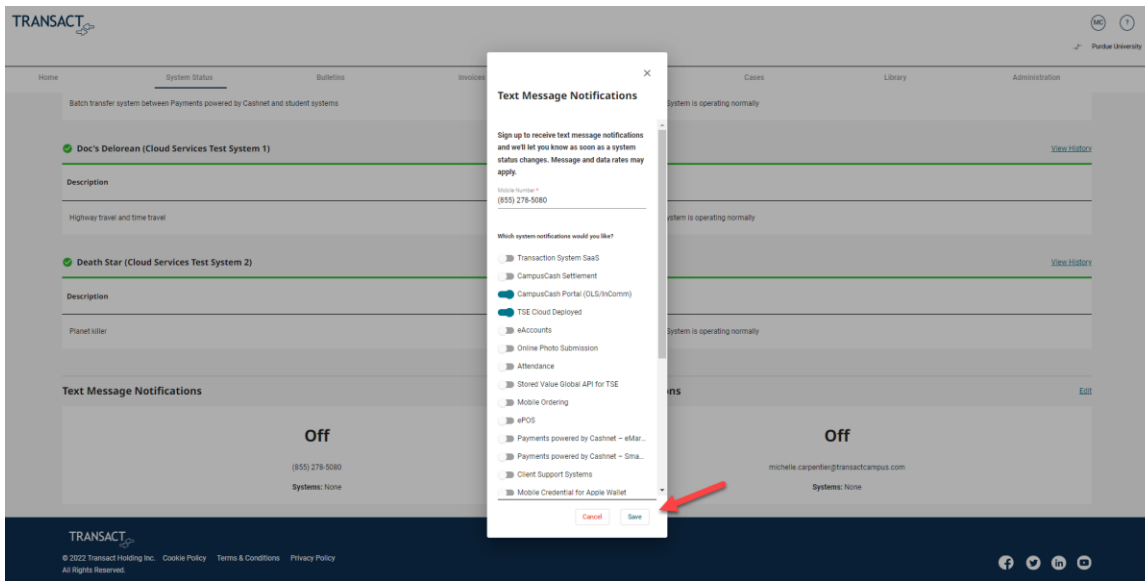 TRANSACT
MC
?
Purdue University
Home System Status Bulletins Invoices Cases Library Administration
Batch transfer system between Payments powered by Cashnet and student systems
System is operating normally
Doc's Delorean (Cloud Services Test System 1)
View History
Description
Highway travel and time travel
ystem is operating normally
Death Star (Cloud Services Test System 2)
View History
Description
Planet killer
System is operating normally
Text Message Notifications
Off
(855) 278-5080
Systems: None
ns
Edit
Off
michelle.carpentier@transactcampus.com
Systems: None
Text Message Notifications
Sign up to receive text message notifications
and we'll let you know as soon as a system
status changes. Message and data rates may
apply.
Mobile Number *
(855) 278-5080
Which system notifications would you like?
Transaction System SaaS
CampusCash Settlement
CampusCash Portal (OLS/InComm)
TSE Cloud Deployed
eAccounts
Online Photo Submission
Attendance
Stored Value Global API for TSE
Mobile Ordering
ePOS
Payments powered by Cashnet – eMar...
Payments powered by Cashnet – Sma...
Client Support Systems
Mobile Credential for Apple Wallet
Cancel Save
TRANSACT
© 2022 Transact Holding Inc. Cookie Policy Terms & Conditions Privacy Policy
All Rights Reserved.